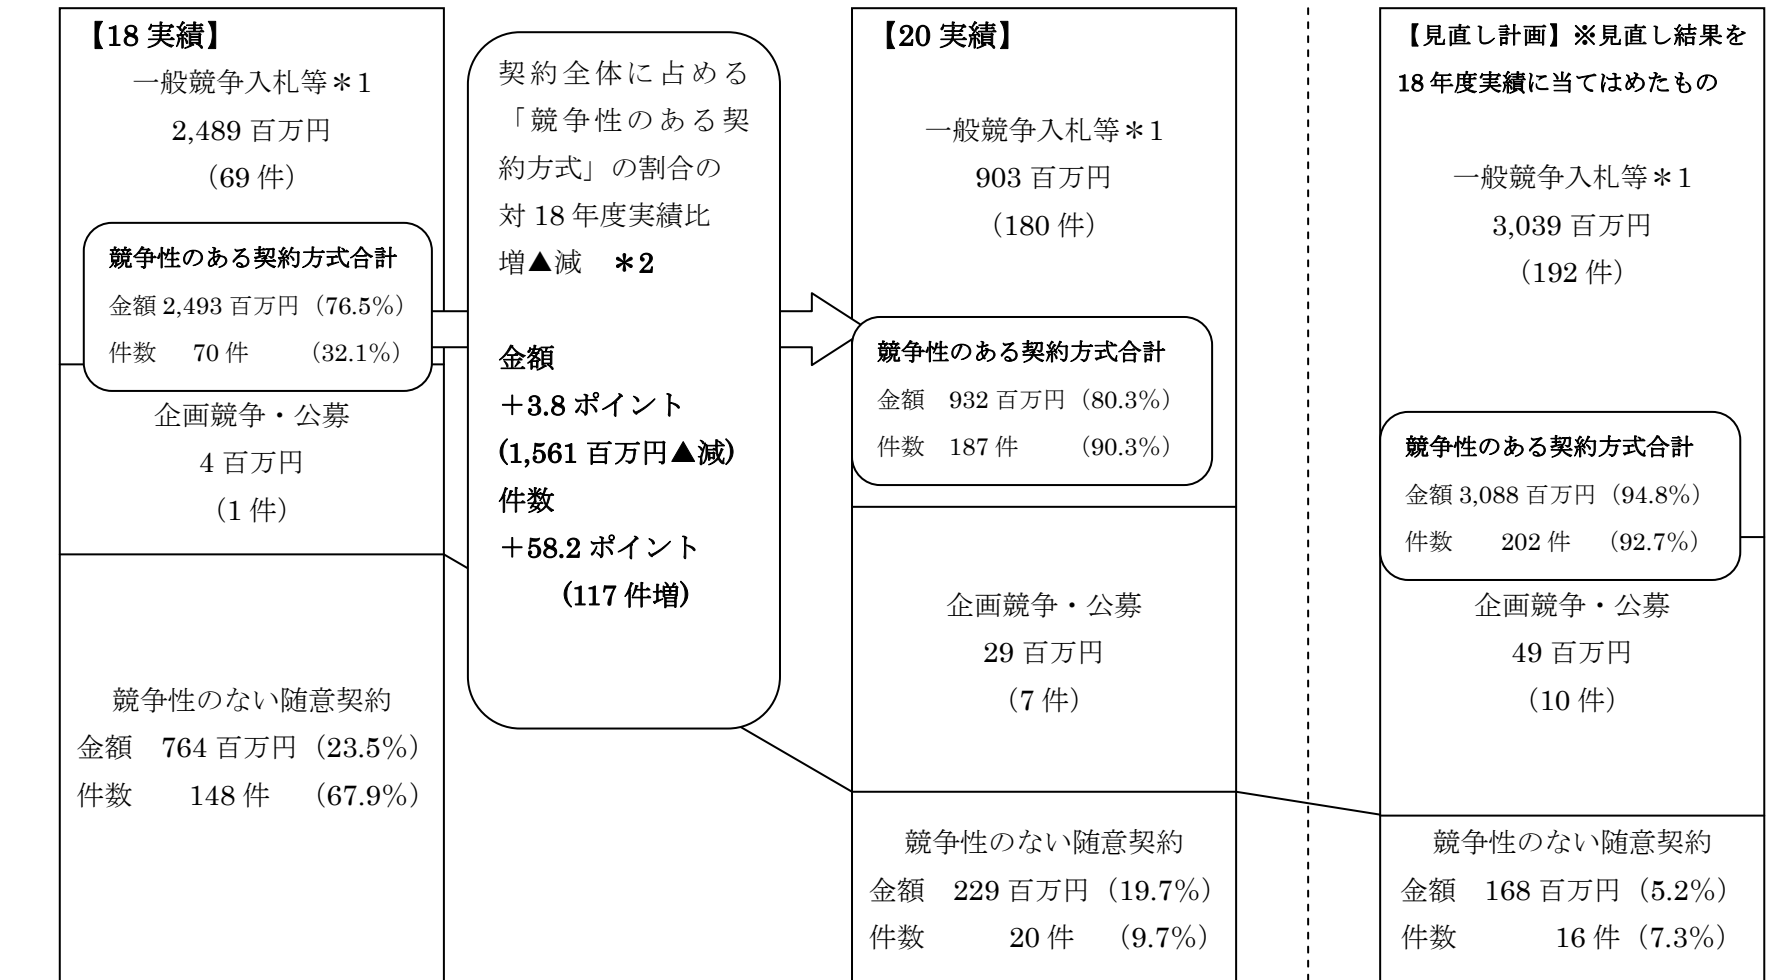 【18 実績】
一般競争入札等＊1
2,489 百万円
（69 件）
競争性のある契約方式合計
金額 2,493 百万円（76.5%）
件数 70 件 （32.1%）
企画競争・公募
4 百万円
（1 件）
競争性のない随意契約
金額 764 百万円（23.5%）
件数 148 件 （67.9%）
契約全体に占める
「競争性のある契
約方式」の割合の
対 18 年度実績比
増▲減 ＊2
金額
＋3.8 ポイント
(1,561 百万円▲減)
件数
＋58.2 ポイント
(117 件増)
【20 実績】
一般競争入札等＊1
903 百万円
（180 件）
競争性のある契約方式合計
金額 932 百万円（80.3%）
件数 187 件 （90.3%）
企画競争・公募
29 百万円
（7 件）
競争性のない随意契約
金額 229 百万円（19.7%）
件数 20 件 （9.7%）
【見直し計画】※見直し結果を
18 年度実績に当てはめたもの
一般競争入札等＊1
3,039 百万円
（192 件）
競争性のある契約方式合計
金額 3,088 百万円（94.8%）
件数 202 件 （92.7%）
企画競争・公募
49 百万円
（10 件）
競争性のない随意契約
金額 168 百万円（5.2%）
件数 16 件（7.3%）